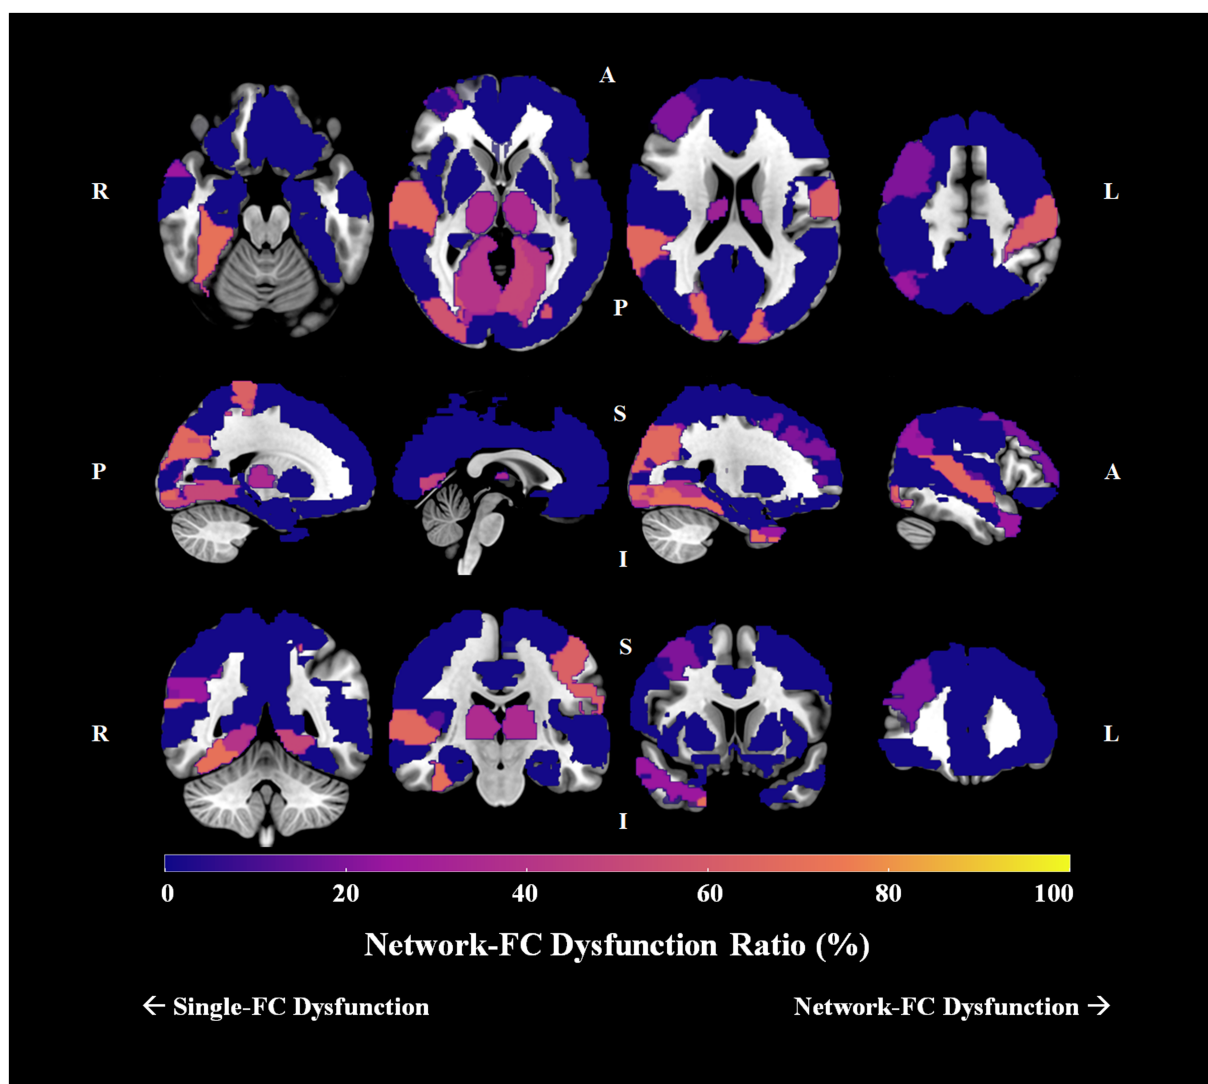 A
R
L
P
S
P
A
I
S
R
L
I
0 20 40 60 80 100
Network-FC Dysfunction Ratio (%)
← Single-FC Dysfunction Network-FC Dysfunction →